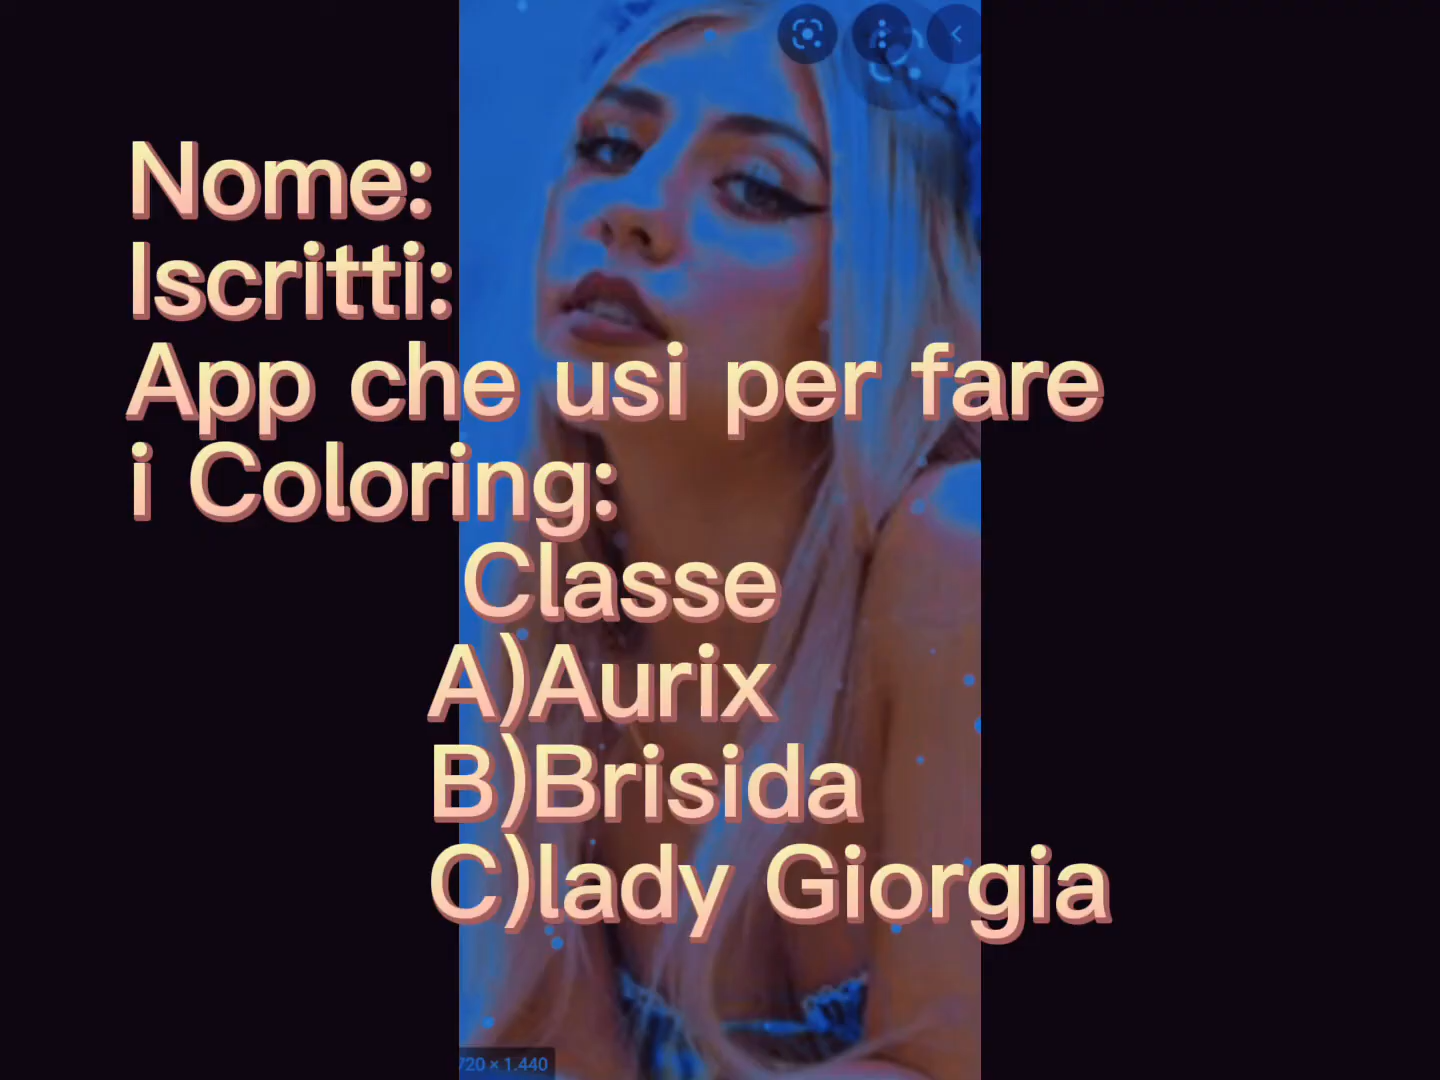 Nome:
Iscritti:
App che usi per fare
i Coloring:
Classe
A)Aurix
B)Brisida
C)lady Giorgia
720 × 1.440